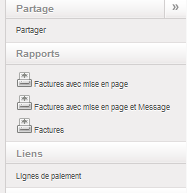 Partage »
Partager
Rapports
Factures avec mise en page
Factures avec mise en page et Message
Factures
Liens
Lignes de paiement